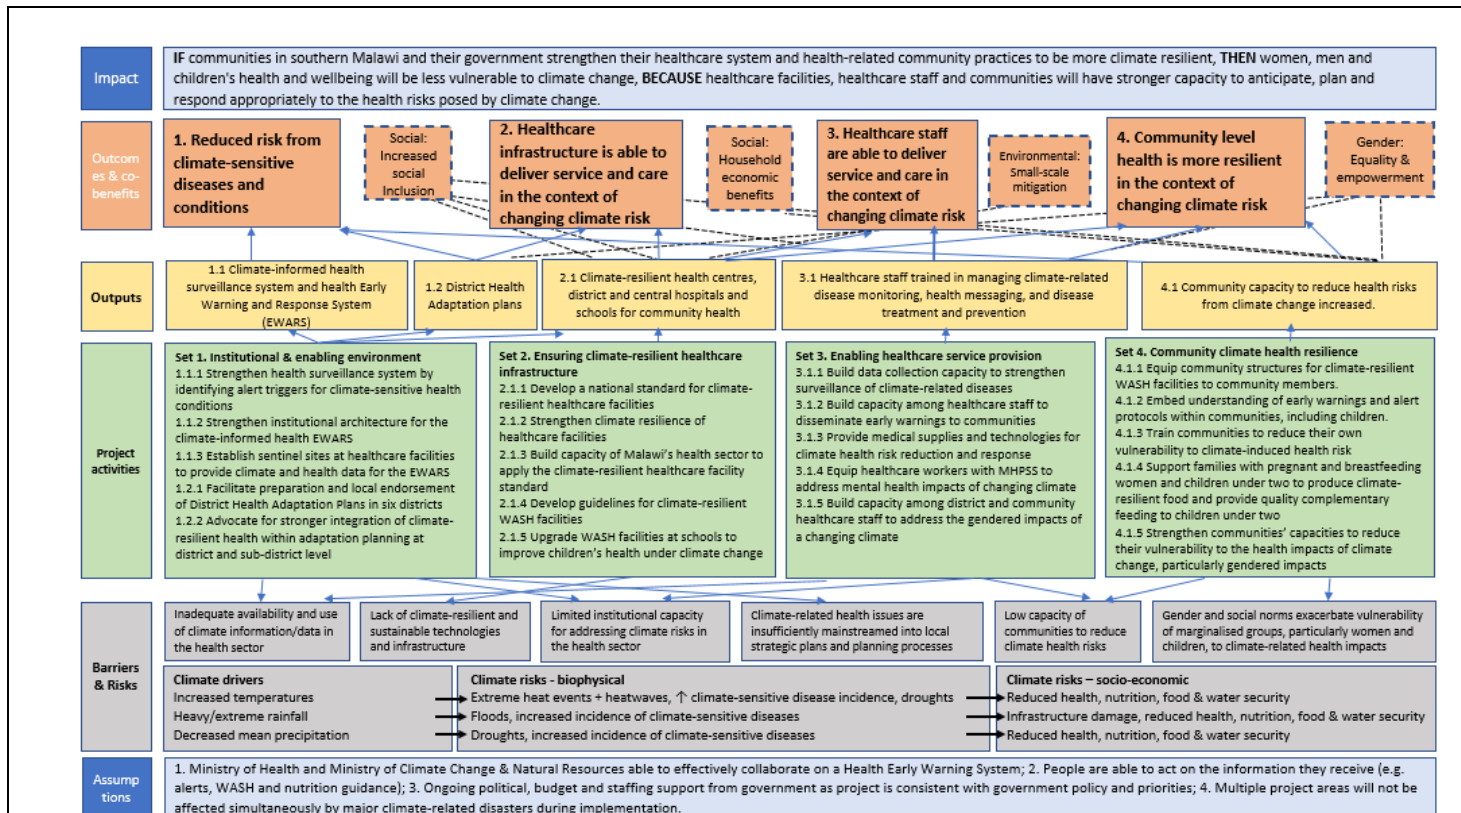 Impact
IF communities in southern Malawi and their government strengthen their healthcare system and health-related community practices to be more climate resilient, THEN women, men and
children's health and wellbeing will be less vulnerable to climate change, BECAUSE healthcare facilities, healthcare staff and communities will have stronger capacity to anticipate, plan and
respond appropriately to the health risks posed by climate change.
Outcom
es & co-
benefits
1. Reduced risk from
climate-sensitive
diseases and
conditions
Social:
Increased
social
Inclusion
2. Healthcare
infrastructure is able to
deliver service and care
in the context of
changing climate risk
Social:
Household
economic
benefits
3. Healthcare staff
are able to deliver
service and care in
the context of
changing climate risk
Environmental:
Small-scale
mitigation
4. Community level
health is more resilient
in the context of
changing climate risk
Gender:
Equality &
empowerment
Outputs
1.1 Climate-informed health
surveillance system and health Early
Warning and Response System
(EWARS)
1.2 District Health
Adaptation plans
2.1 Climate-resilient health centres,
district and central hospitals and
schools for community health
3.1 Healthcare staff trained in managing climate-related
disease monitoring, health messaging, and disease
treatment and prevention
4.1 Community capacity to reduce health risks
from climate change increased.
Project
activities
Set 1. Institutional & enabling environment
1.1.1 Strengthen health surveillance system by
identifying alert triggers for climate-sensitive health
conditions
1.1.2 Strengthen institutional architecture for the
climate-informed health EWARS
1.1.3 Establish sentinel sites at healthcare facilities
to provide climate and health data for the EWARS
1.2.1 Facilitate preparation and local endorsement
of District Health Adaptation Plans in six districts
1.2.2 Advocate for stronger integration of climate-
resilient health within adaptation planning at
district and sub-district level
Set 2. Ensuring climate-resilient healthcare
infrastructure
2.1.1 Develop a national standard for climate-
resilient healthcare facilities
2.1.2 Strengthen climate resilience of
healthcare facilities
2.1.3 Build capacity of Malawi's health sector to
apply the climate-resilient healthcare facility
standard
2.1.4 Develop guidelines for climate-resilient
WASH facilities
2.1.5 Upgrade WASH facilities at schools to
improve children's health under climate change
Set 3. Enabling healthcare service provision
3.1.1 Build data collection capacity to strengthen
surveillance of climate-related diseases
3.1.2 Build capacity among healthcare staff to
disseminate early warnings to communities
3.1.3 Provide medical supplies and technologies for
climate health risk reduction and response
3.1.4 Equip healthcare workers with MHPSS to
address mental health impacts of changing climate
3.1.5 Build capacity among district and community
healthcare staff to address the gendered impacts of
a changing climate
Set 4. Community climate health resilience
4.1.1 Equip community structures for climate-resilient
WASH facilities to community members.
4.1.2 Embed understanding of early warnings and alert
protocols within communities, including children.
4.1.3 Train communities to reduce their own
vulnerability to climate-induced health risk
4.1.4 Support families with pregnant and breastfeeding
women and children under two to produce climate-
resilient food and provide quality complementary
feeding to children under two
4.1.5 Strengthen communities' capacities to reduce
their vulnerability to the health impacts of climate
change, particularly gendered impacts
Barriers
& Risks
Inadequate availability and use
of climate information/data in
the health sector
Lack of climate-resilient and
sustainable technologies
and infrastructure
Limited institutional capacity
for addressing climate risks in
the health sector
Climate-related health issues are
insufficiently mainstreamed into local
strategic plans and planning processes
Low capacity of
communities to reduce
climate health risks
Gender and social norms exacerbate vulnerability
of marginalised groups, particularly women and
children, to climate-related health impacts
Climate drivers
Increased temperatures
Heavy/extreme rainfall
Decreased mean precipitation
Climate risks - biophysical
Extreme heat events + heatwaves, ↑ climate-sensitive disease incidence, droughts
Floods, increased incidence of climate-sensitive diseases
Droughts, increased incidence of climate-sensitive diseases
Climate risks – socio-economic
Reduced health, nutrition, food & water security
Infrastructure damage, reduced health, nutrition, food & water security
Reduced health, nutrition, food & water security
Assump
tions
1. Ministry of Health and Ministry of Climate Change & Natural Resources able to effectively collaborate on a Health Early Warning System; 2. People are able to act on the information they receive (e.g.
alerts, WASH and nutrition guidance); 3. Ongoing political, budget and staffing support from government as project is consistent with government policy and priorities; 4. Multiple project areas will not be
affected simultaneously by major climate-related disasters during implementation.